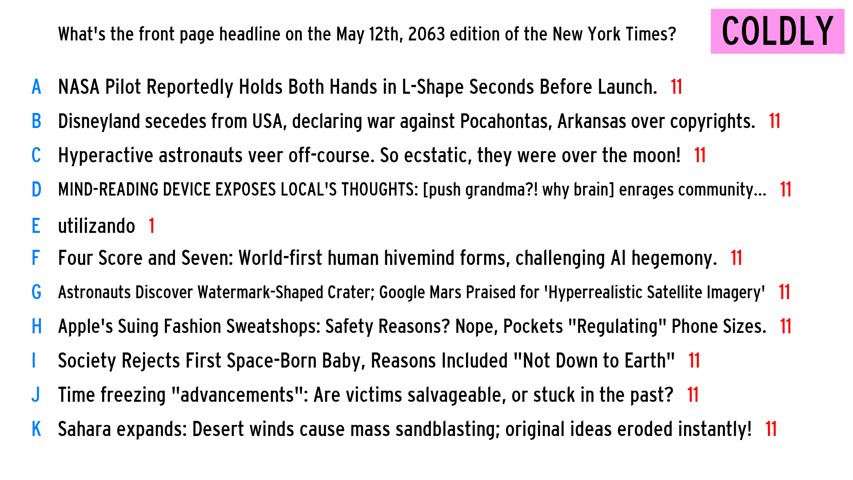 What's the front page headline on the May 12th, 2063 edition of the New York Times?
COLDLY
A NASA Pilot Reportedly Holds Both Hands in L-Shape Seconds Before Launch. 11
B Disneyland secedes from USA, declaring war against Pocahontas, Arkansas over copyrights. 11
C Hyperactive astronauts veer off-course. So ecstatic, they were over the moon! 11
D MIND-READING DEVICE EXPOSES LOCAL'S THOUGHTS: [push grandma?! why brain] enrages community... 11
E utilizando 1
F Four Score and Seven: World-first human hivemind forms, challenging AI hegemony. 11
G Astronauts Discover Watermark-Shaped Crater; Google Mars Praised for 'Hyperrealistic Satellite Imagery' 11
H Apple's Suing Fashion Sweatshops: Safety Reasons? Nope, Pockets "Regulating" Phone Sizes. 11
I Society Rejects First Space-Born Baby, Reasons Included "Not Down to Earth" 11
J Time freezing "advancements": Are victims salvageable, or stuck in the past? 11
K Sahara expands: Desert winds cause mass sandblasting; original ideas eroded instantly! 11